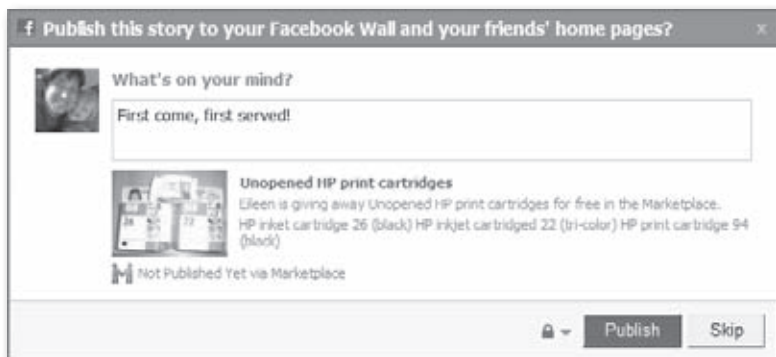 f Publish this story to your Facebook Wall and your friends' home pages? x
What's on your mind?
First come, first served!
Unopened HP print cartridges
Eileen is giving away Unopened HP print cartridges for free in the Marketplace.
HP inket cartridge 26 (black) HP inkjet cartridged 22 (tri-color) HP print cartridge 94
(black)
Not Published Yet via Marketplace
Publish Skip